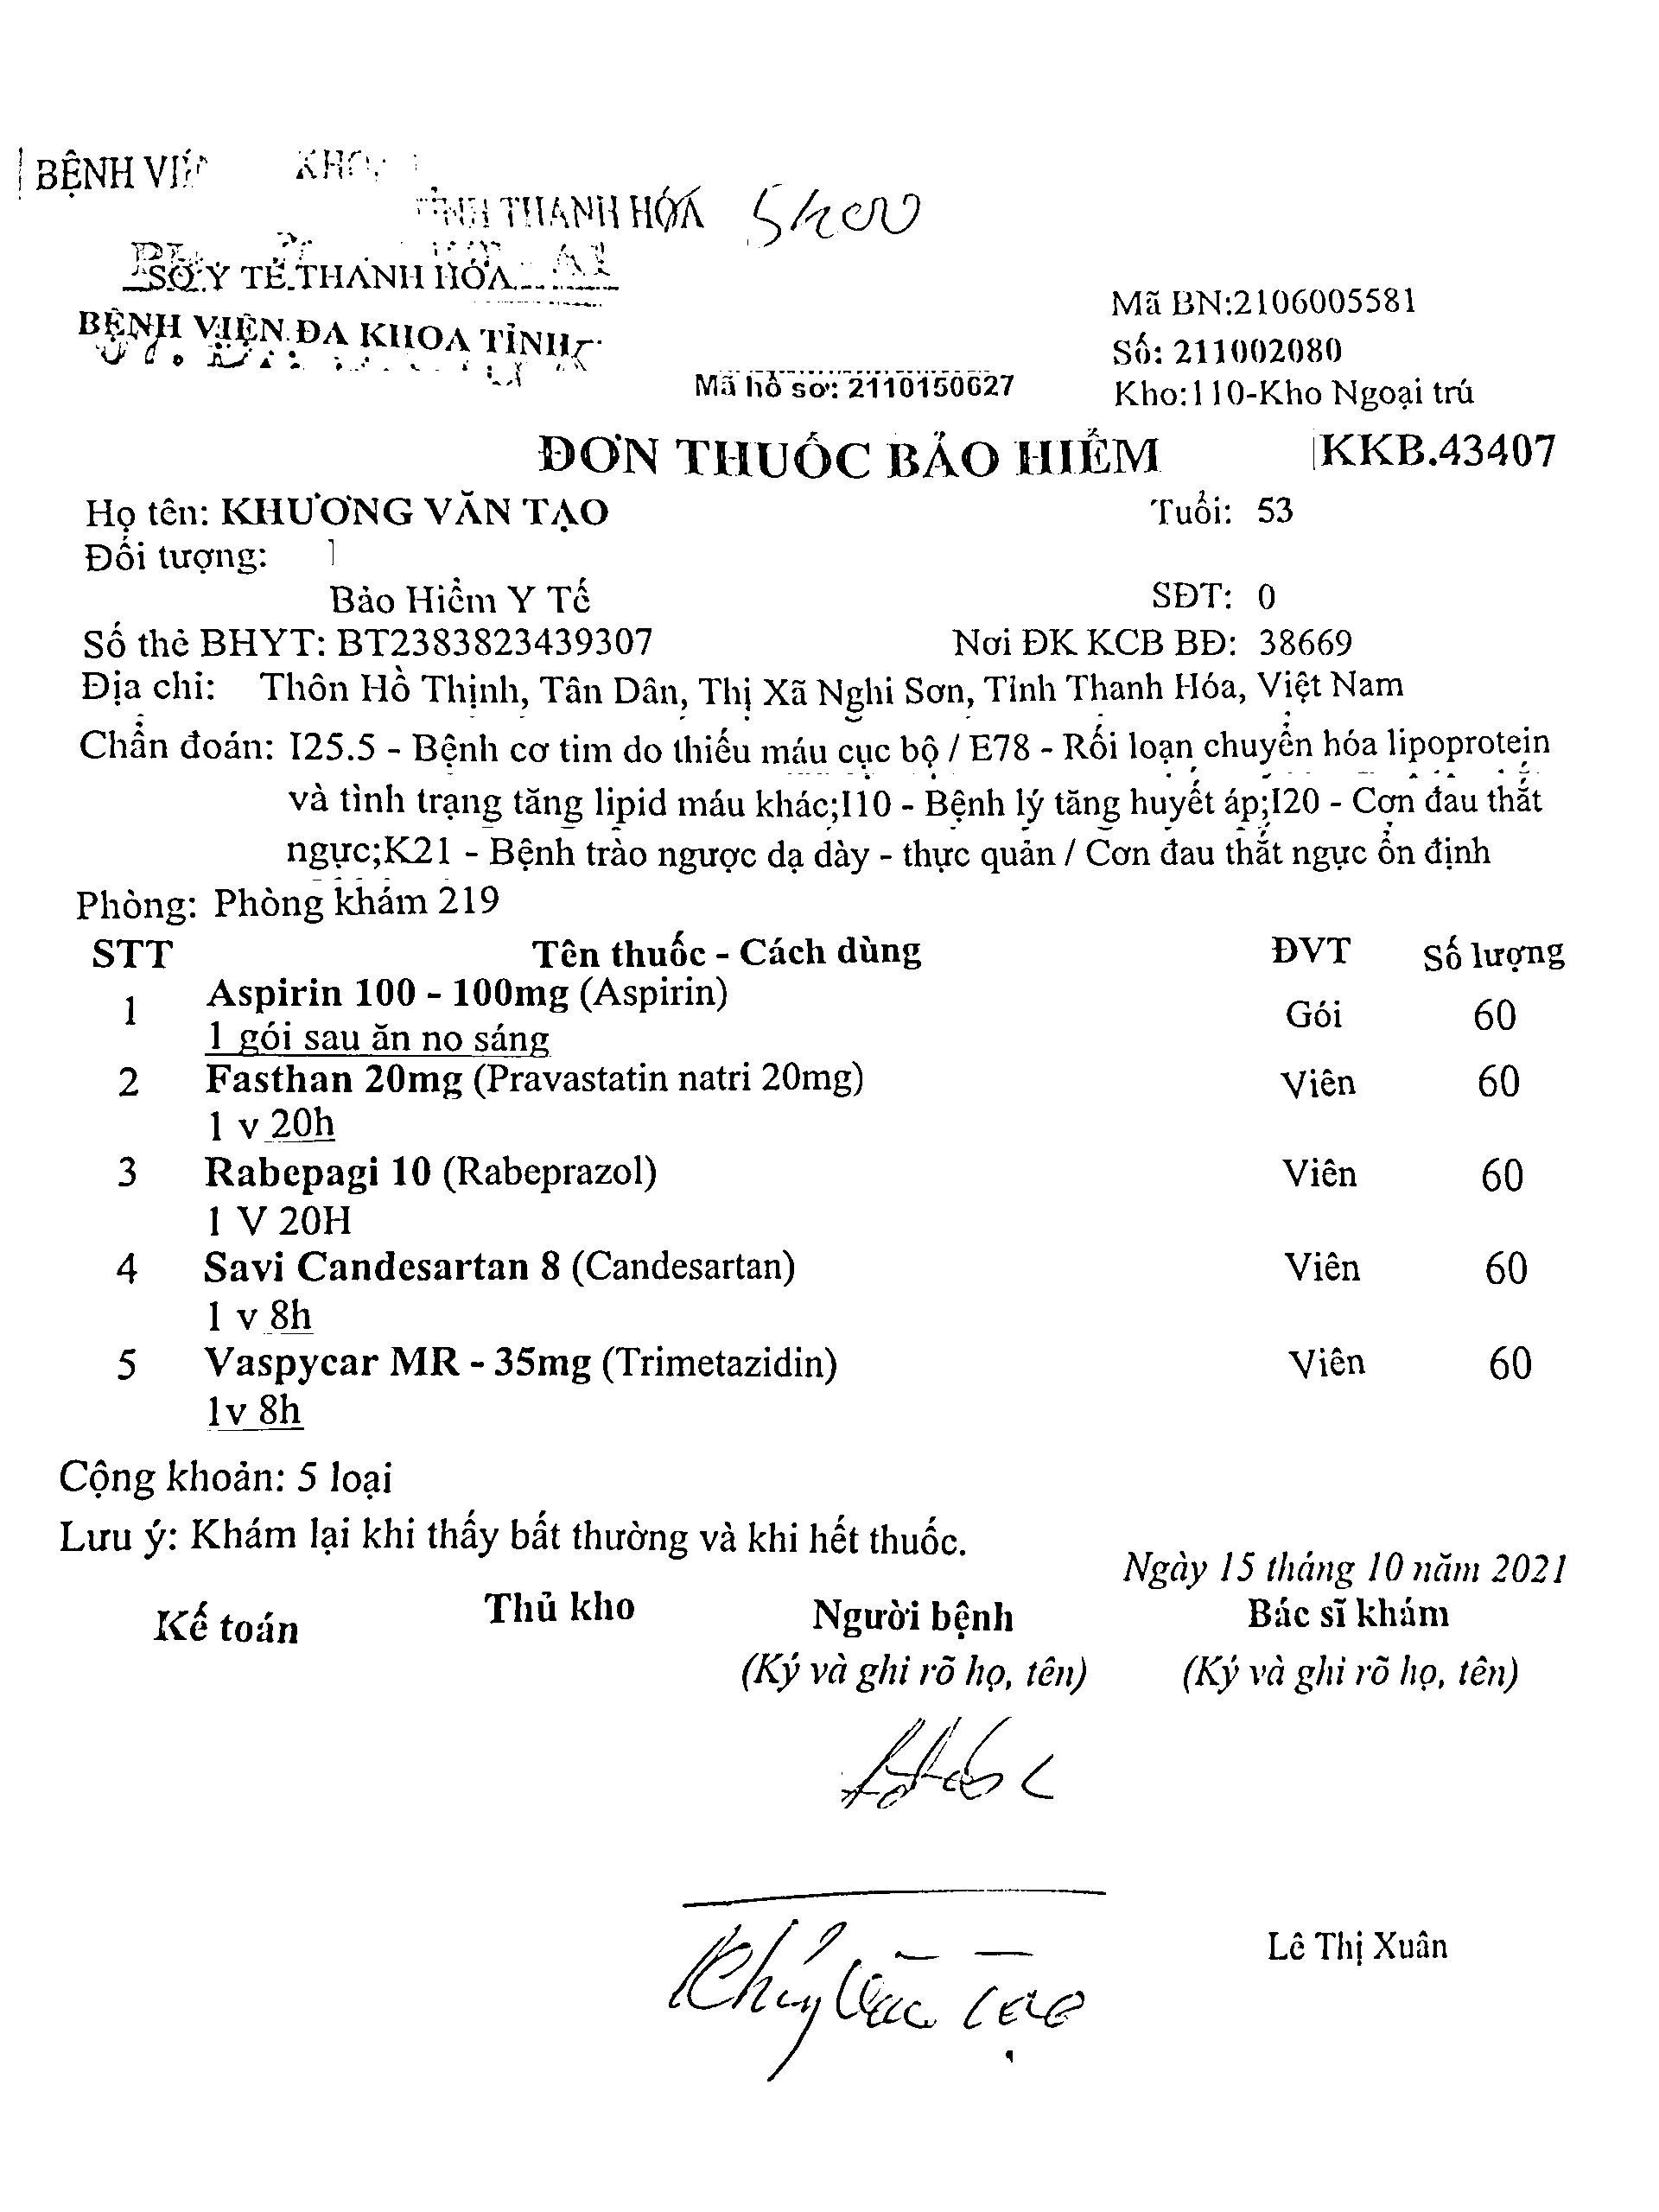 BỆNH VIỆN KHOA
TỈNH THANH HÓA
SỞ Y TẾ THANH HÓA
BỆNH VIỆN ĐA KHOA TỈNH
Mã BN:2106005581
Số: 211002080
Mã hồ sơ: 2110150627
Kho:110-Kho Ngoại trú
ĐƠN THUỐC BẢO HIỂM KKB.43407
Họ tên: KHƯƠNG VĂN TẠO Tuổi: 53
Đối tượng: 1
Bảo Hiểm Y Tế SĐT: 0
Số thẻ BHYT: BT2383823439307 Nơi ĐK KCB BĐ: 38669
Địa chỉ: Thôn Hồ Thịnh, Tân Dân, Thị Xã Nghi Sơn, Tỉnh Thanh Hóa, Việt Nam
Chẩn đoán: I25.5 - Bệnh cơ tim do thiếu máu cục bộ / E78 - Rối loạn chuyển hóa lipoprotein
và tình trạng tăng lipid máu khác;I10 - Bệnh lý tăng huyết áp;I20 - Cơn đau thắt
ngực;K21 - Bệnh trào ngược dạ dày - thực quản / Cơn đau thắt ngực ổn định
Phòng: Phòng khám 219
STT Tên thuốc - Cách dùng ĐVT Số lượng
1 Aspirin 100 - 100mg (Aspirin) Gói 60
1 gói sau ăn no sáng
2 Fasthan 20mg (Pravastatin natri 20mg) Viên 60
1 v 20h
3 Rabepagi 10 (Rabeprazol) Viên 60
1 V 20H
4 Savi Candesartan 8 (Candesartan) Viên 60
1 v 8h
5 Vaspycar MR - 35mg (Trimetazidin) Viên 60
1v 8h
Cộng khoản: 5 loại
Lưu ý: Khám lại khi thấy bất thường và khi hết thuốc.
Ngày 15 tháng 10 năm 2021
Kế toán Thủ kho Người bệnh Bác sĩ khám
(Ký và ghi rõ họ, tên) (Ký và ghi rõ họ, tên)
Lê Thị Xuân
Văn Tạo